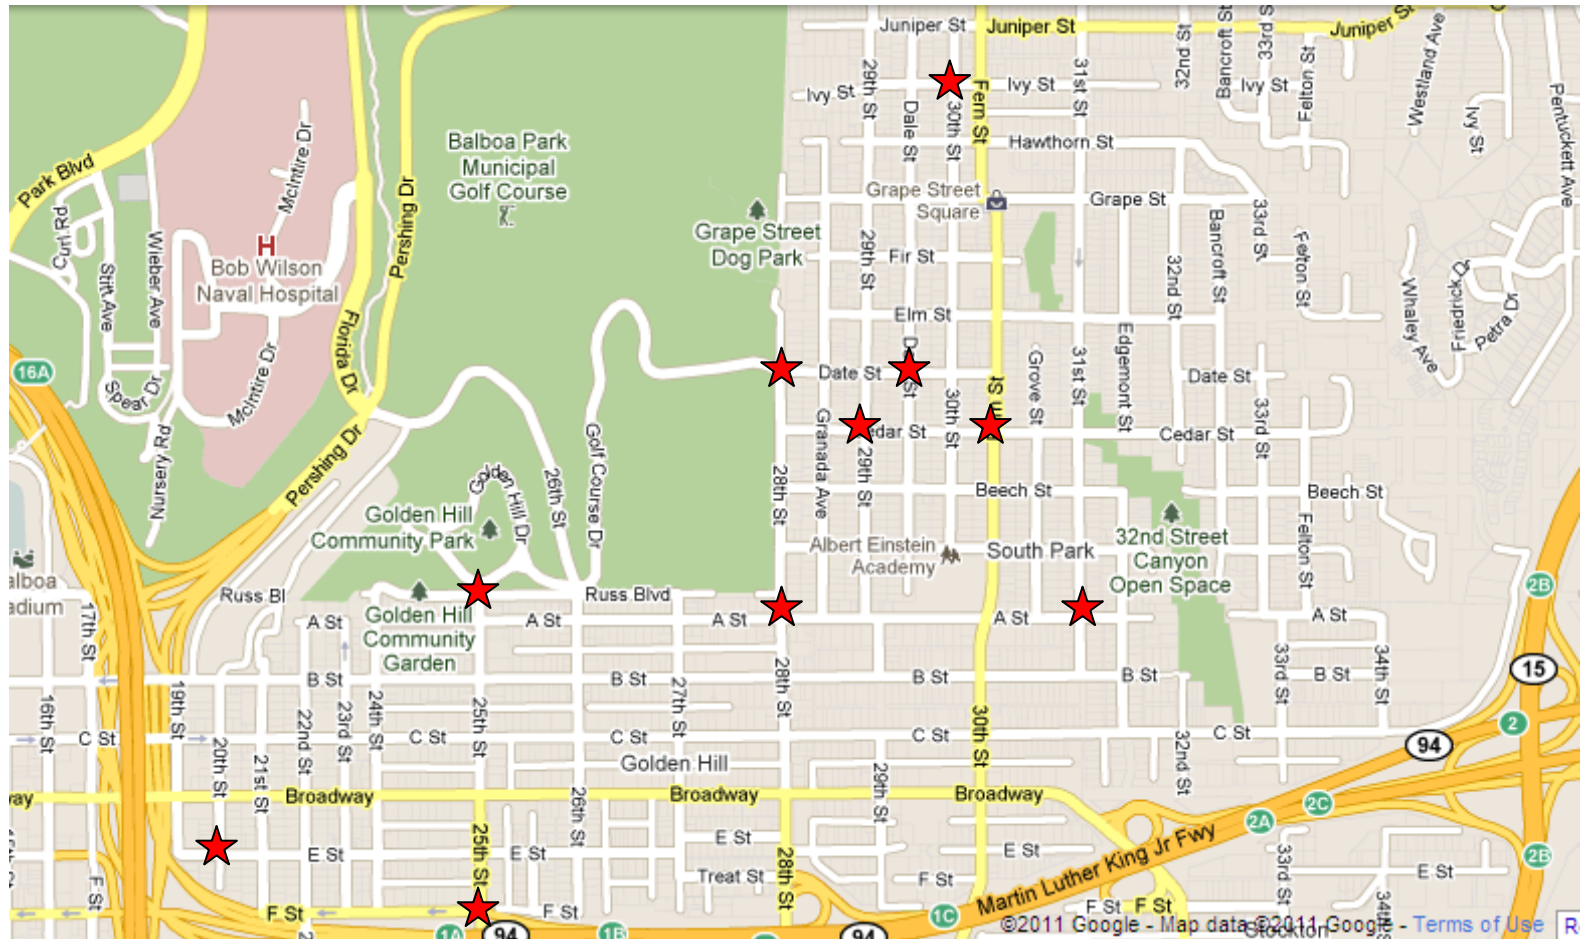 Juniper St
Juniper St
Juniper St
32nd St
Bancroft St
33rd St
Felton St
Westland Ave
29th St
31st St
Ivy St
Ivy St
Ivy St
Ivy St
Fern St
Dale St
30th St
Pentuckett Ave
McIntire Dr
Balboa Park
Municipal
Golf Course
Hawthorn St
Park Blvd
Pershing Dr
Grape Street
Square
Grape St
Curl Rd
Wieber Ave
Stitt Ave
H
Bob Wilson
Naval Hospital
Grape Street
Dog Park
29th St
Fir St
33rd St
Bancroft St
32nd St
Felton St
Whaley Ave
Friedrick Dr
Petra Dr
Elm St
Florida Dr
Edgemont St
16A
Spear Dr
McIntire Dr
Date St
30th St
Grove St
31st St
Date St
33rd St
Cedar St
Nursery Rd
Pershing Dr
Golf Course Dr
Golden Hill Dr
26th St
28th St
Granada Ave
29th St
Beech St
Beech St
Golden Hill
Community Park
Albert Einstein
Academy
South Park
32nd Street
Canyon
Open Space
Felton St
2B
Russ Bl
Russ Blvd
Golden Hill
Community
Garden
17th St
A St
A St
A St
A St
A St
B St
B St
B St
B St
B St
33rd St
34th St
15
16th St
19th St
20th St
21st St
22nd St
23rd St
24th St
25th St
27th St
28th St
30th St
32nd St
C St
C St
C St
C St
C St
2
94
Golden Hill
29th St
26th St
Broadway
Broadway
Broadway
2C
2A
Martin Luther King Jr Fwy
E St
E St
E St
E St
E St
25th St
28th St
Treat St
33rd St
34th St
2B
F St
F St
F St
F St
F St
F St
1A
94
1B
94
1C
©2011 Google - Map data ©2011 Google - Terms of Use